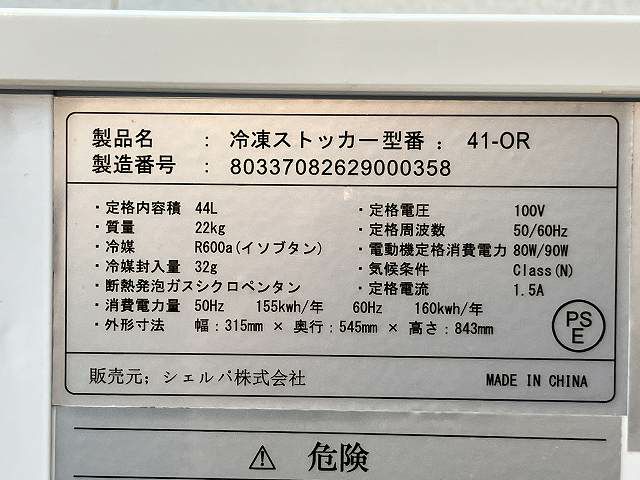 製品名 : 冷凍ストッカー型番 : 41-OR
製造番号 : 80337082629000358
・定格内容積 44L ・定格電圧 100V
・質量 22kg ・定格周波数 50/60Hz
・冷媒 R600a(イソブタン) ・電動機定格消費電力 80W/90W
・冷媒封入量 32g ・気候条件 Class(N)
・断熱発泡ガスシクロペンタン ・定格電流 1.5A
・消費電力量 50Hz 155kwh/年 60Hz 160kwh/年
・外形寸法 幅:315mm × 奥行:545mm × 高さ:843mm
PS
E
販売元; シェルパ株式会社 MADE IN CHINA
⚠ 危険